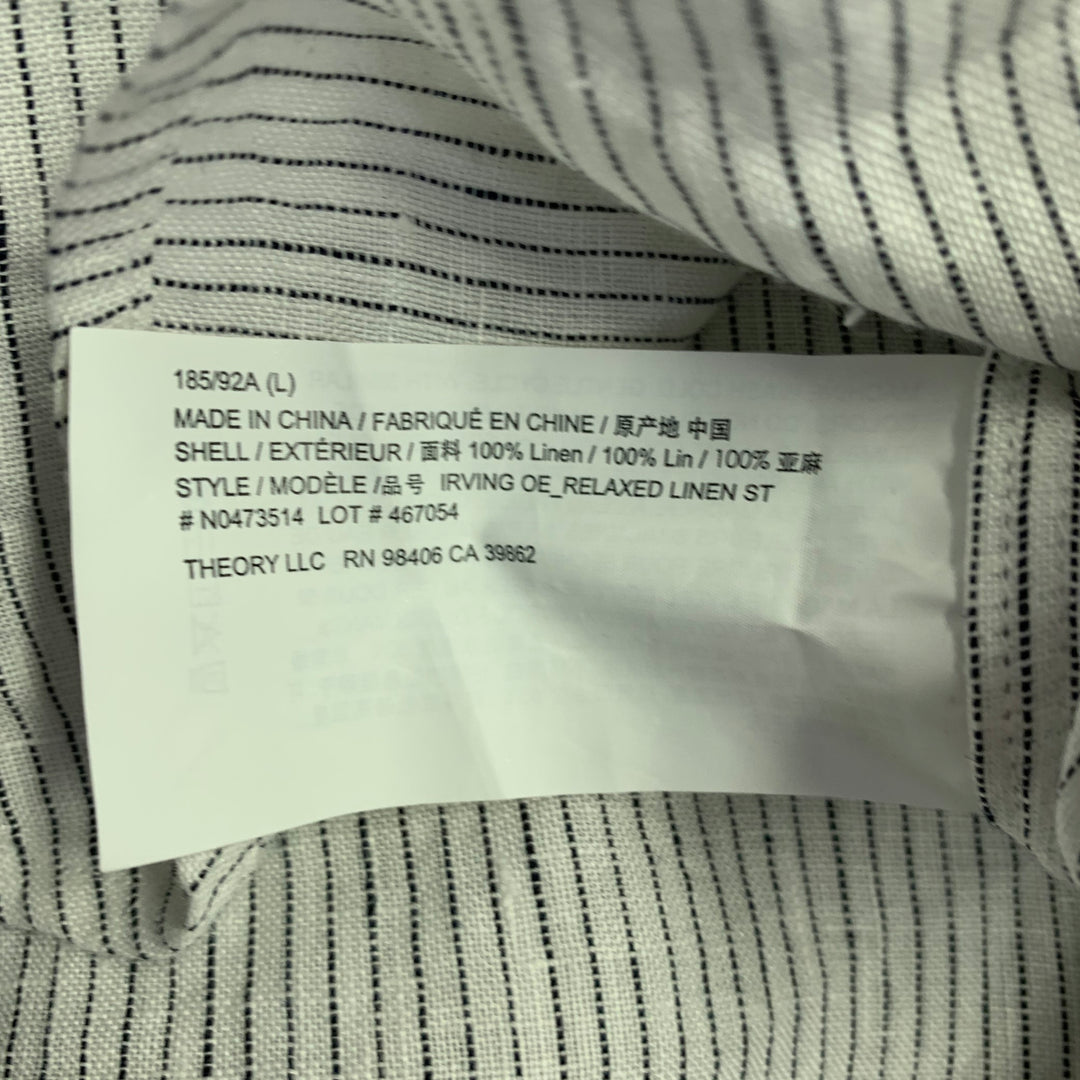 185/92A (L)
MADE IN CHINA / FABRIQUÉ EN CHINE / 原产地 中国
SHELL / EXTÉRIEUR / 面料 100% Linen / 100% Lin / 100% 亚麻
STYLE / MODÈLE /品号 IRVING OE_RELAXED LINEN ST
# N0473514 LOT # 467054
THEORY LLC RN 98406 CA 39862